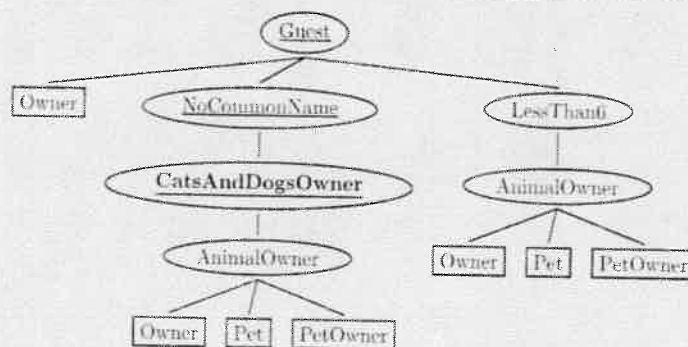 Guest
Owner NoCommonName LessThan6
CatsAndDogsOwner AnimalOwner
AnimalOwner Owner Pet PetOwner
Owner Pet PetOwner